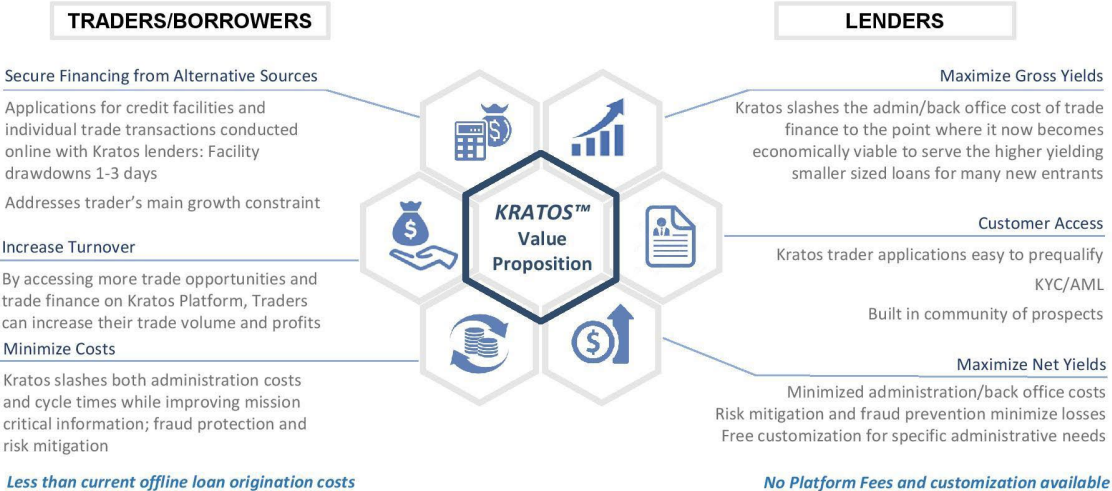 TRADERS/BORROWERS
Secure Financing from Alternative Sources
Applications for credit facilities and
individual trade transactions conducted
online with Kratos lenders: Facility
drawdowns 1-3 days
Addresses trader's main growth constraint
Increase Turnover
By accessing more trade opportunities and
trade finance on Kratos Platform, Traders
can increase their trade volume and profits
Minimize Costs
Kratos slashes both administration costs
and cycle times while improving mission
critical information; fraud protection and
risk mitigation
Less than current offline loan origination costs
KRATOS™
Value
Proposition
LENDERS
Maximize Gross Yields
Kratos slashes the admin/back office cost of trade
finance to the point where it now becomes
economically viable to serve the higher yielding
smaller sized loans for many new entrants
Customer Access
Kratos trader applications easy to prequalify
KYC/AML
Built in community of prospects
Maximize Net Yields
Minimized administration/back office costs
Risk mitigation and fraud prevention minimize losses
Free customization for specific administrative needs
No Platform Fees and customization available